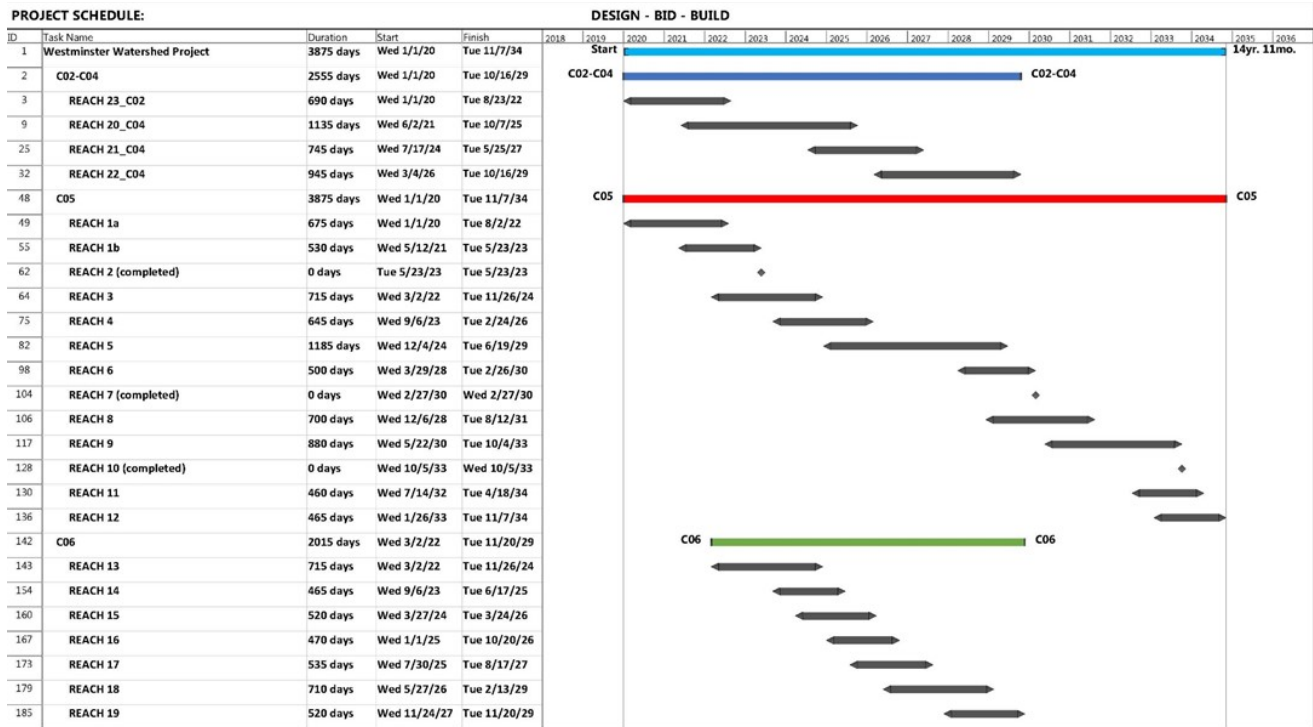 PROJECT SCHEDULE: DESIGN - BID - BUILD
ID Task Name Duration Start Finish 2018 2019 2020 2021 2022 2023 2024 2025 2026 2027 2028 2029 2030 2031 2032 2033 2034 2035 2036
1 Westminster Watershed Project 3875 days Wed 1/1/20 Tue 11/7/34 Start 14yr. 11mo.
2 C02-C04 2555 days Wed 1/1/20 Tue 10/16/29 C02-C04 C02-C04
3 REACH 23_C02 690 days Wed 1/1/20 Tue 8/23/22
9 REACH 20_C04 1135 days Wed 6/2/21 Tue 10/7/25
25 REACH 21_C04 745 days Wed 7/17/24 Tue 5/25/27
32 REACH 22_C04 945 days Wed 3/4/26 Tue 10/16/29
48 C05 3875 days Wed 1/1/20 Tue 11/7/34 C05 C05
49 REACH 1a 675 days Wed 1/1/20 Tue 8/2/22
55 REACH 1b 530 days Wed 5/12/21 Tue 5/23/23
62 REACH 2 (completed) 0 days Tue 5/23/23 Tue 5/23/23
64 REACH 3 715 days Wed 3/2/22 Tue 11/26/24
75 REACH 4 645 days Wed 9/6/23 Tue 2/24/26
82 REACH 5 1185 days Wed 12/4/24 Tue 6/19/29
98 REACH 6 500 days Wed 3/29/28 Tue 2/26/30
104 REACH 7 (completed) 0 days Wed 2/27/30 Wed 2/27/30
106 REACH 8 700 days Wed 12/6/28 Tue 8/12/31
117 REACH 9 880 days Wed 5/22/30 Tue 10/4/33
128 REACH 10 (completed) 0 days Wed 10/5/33 Wed 10/5/33
130 REACH 11 460 days Wed 7/14/32 Tue 4/18/34
136 REACH 12 465 days Wed 1/26/33 Tue 11/7/34
142 C06 2015 days Wed 3/2/22 Tue 11/20/29 C06 C06
143 REACH 13 715 days Wed 3/2/22 Tue 11/26/24
154 REACH 14 465 days Wed 9/6/23 Tue 6/17/25
160 REACH 15 520 days Wed 3/27/24 Tue 3/24/26
167 REACH 16 470 days Wed 1/1/25 Tue 10/20/26
173 REACH 17 535 days Wed 7/30/25 Tue 8/17/27
179 REACH 18 710 days Wed 5/27/26 Tue 2/13/29
185 REACH 19 520 days Wed 11/24/27 Tue 11/20/29